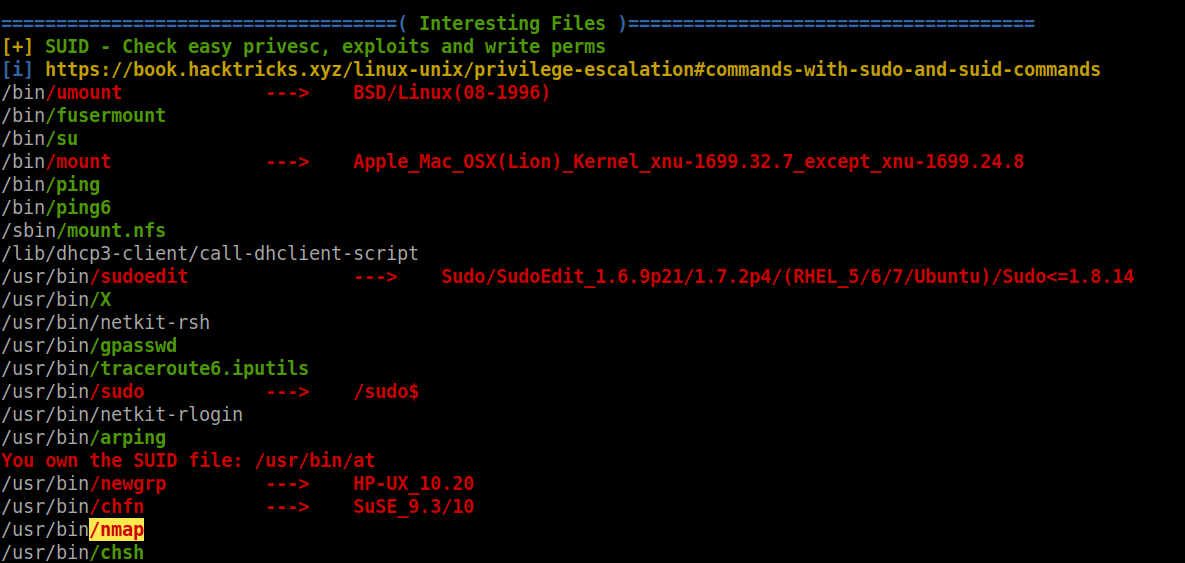 ====================================( Interesting Files )=====================================
[+] SUID - Check easy privesc, exploits and write perms
[i] https://book.hacktricks.xyz/linux-unix/privilege-escalation#commands-with-sudo-and-suid-commands
/bin/umount             --->    BSD/Linux(08-1996)
/bin/fusermount
/bin/su
/bin/mount              --->    Apple_Mac_OSX(Lion)_Kernel_xnu-1699.32.7_except_xnu-1699.24.8
/bin/ping
/bin/ping6
/sbin/mount.nfs
/lib/dhcp3-client/call-dhclient-script
/usr/bin/sudoedit               --->    Sudo/SudoEdit_1.6.9p21/1.7.2p4/(RHEL_5/6/7/Ubuntu)/Sudo<=1.8.14
/usr/bin/X
/usr/bin/netkit-rsh
/usr/bin/gpasswd
/usr/bin/traceroute6.iputils
/usr/bin/sudo           --->    /sudo$
/usr/bin/netkit-rlogin
/usr/bin/arping
You own the SUID file: /usr/bin/at
/usr/bin/newgrp         --->    HP-UX_10.20
/usr/bin/chfn           --->    SuSE_9.3/10
/usr/bin/nmap
/usr/bin/chsh